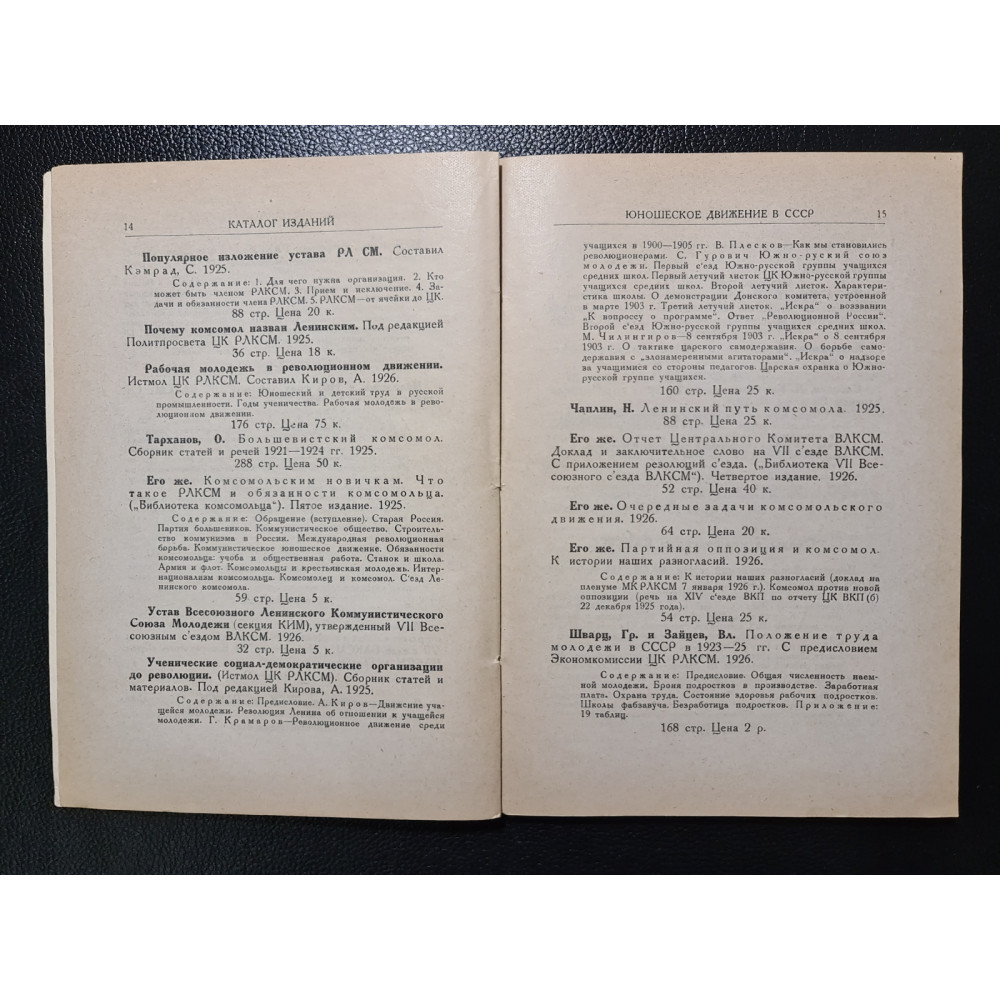 14
КАТАЛОГ ИЗДАНИЙ
Популярное изложение устава РЛ СМ. Составил
Кэмрад, С. 1925.
Содержание: 1. Для чего нужна организация. 2. Кто
может быть членом РЛКСМ. 3. Прием и исключение. 4. За-
дачи и обязанности члена РЛКСМ. 5. РЛКСМ—от ячейки до ЦК.
88 стр. Цена 20 к.
Почему комсомол назван Ленинским. Под редакцией
Политпросвета ЦК РЛКСМ. 1925.
36 стр. Цена 18 к.
Рабочая молодежь в революционном движении.
Истмол ЦК РЛКСМ. Составил Киров, А. 1926.
Содержание: Юношеский и детский труд в русской
промышленности. Годы ученичества. Рабочая молодежь в рево-
люционном движении.
176 стр. Цена 75 к.
Тарханов, О. Большевистский комсомол.
Сборник статей и речей 1921—1924 гг. 1925.
288 стр. Цена 50 к.
Его же. Комсомольским новичкам. Что
такое РЛКСМ и обязанности комсомольца.
(„Библиотека комсомольца“). Пятое издание. 1925.
Содержание: Обращение (вступление). Старая Россия.
Партия большевиков. Коммунистическое общество. Строитель-
ство коммунизма в России. Международная революционная
борьба. Коммунистическое юношеское движение. Обязанности
комсомольца: учоба и общественная работа. Станок и школа.
Армия и флот. Комсомольцы и крестьянская молодежь. Интер-
национализм комсомольца. Комсомолец и комсомол. С'езд Ле-
нинского комсомола.
59 стр. Цена 5 к.
Устав Всесоюзного Ленинского Коммунистического
Союза Молодежи (секция КИМ), утвержденный VII Все-
союзным с'ездом ВЛКСМ. 1926.
32 стр. Цена 5 к.
Ученические социал-демократические организации
до революции. (Истмол ЦК РЛКСМ). Сборник статей и
материалов. Под редакцией Кирова, А. 1925.
Содержание: Предисловие. А. Киров—Движение уча-
щейся молодежи. Революция Ленина об отношении к учащейся
молодежи. Г. Крамаров—Революционное движение среди
ЮНОШЕСКОЕ ДВИЖЕНИЕ В СССР
15
учащихся в 1900—1905 гг. В. Плесков—Как мы становились
революционерами. С. Гурович Южно-руский союз
молодежи. Первый с'езд Южно-русской группы учащихся
средних школ. Первый летучий листок ЦК Южно-русской группы
учащихся средних школ. Второй летучий листок. Характери-
стика школы. О демонстрации Донского комитета, устроенной
в марте 1903 г. Третий летучий листок. „Искра“ о воззвании
„К вопроссу о программе“. Ответ „Революционной России“.
Второй с'езд Южно-русской группы учащихся средних школ.
М. Чилингиров—8 сентября 1903 г. „Искра“ о 8 сентября
1903 г. О тактике царского самодержавия. О борьбе само-
державия с „злонамеренными агитаторами“. „Искра“ о надзоре
за учащимися со стороны педагогов. Царская охранка о Южно-
русской группе учащихся.
160 стр. Цена 25 к.
Чаплин, Н. Ленинский путь комсомола. 1925.
88 стр. Цена 25 к.
Его же. Отчет Центрального Комитета ВЛКСМ.
Доклад и заключительное слово на VII с'езде ВЛКСМ.
С приложением резолюций с'езда. („Библиотека VII Все-
союзного с'езда ВЛКСМ“). Четвертое издание. 1926.
52 стр. Цена 40 к.
Его же. Очередные задачи комсомольского
движения. 1926.
64 стр. Цена 20 к.
Его же. Партийная оппозиция и комсомол.
К истории наших разногласий. 1926.
Содержание: К истории наших разногласий (доклад на
пленуме МК РЛКСМ 7 января 1926 г.). Комсомол против новой
оппозиции (речь на XIV с'езде ВКП по отчету ЦК ВКП(б)
22 декабря 1925 года).
54 стр. Цена 25 к.
Шварц, Гр. и Зайцев, Вл. Положение труда
молодежи в СССР в 1923—25 гг. С предисловием
Экономкомиссии ЦК РЛКСМ. 1926.
Содержание: Предисловие. Общая численность наем-
ной молодежи. Броня подростков в производстве. Заработная
плата. Охрана труда. Состояние здоровья рабочих подростков.
Школы фабзавуча. Безработица подростков. Приложение:
19 таблиц.
168 стр. Цена 2 р.